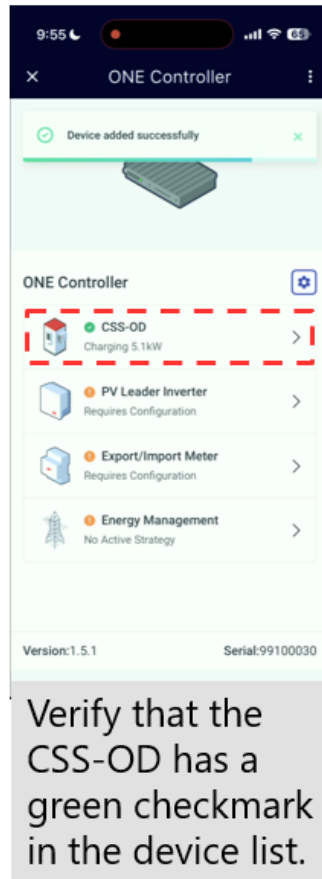 9:55
65
ONE Controller
Device added successfully
ONE Controller
CSS-OD
Charging 5.1kW
PV Leader Inverter
Requires Configuration
Export/Import Meter
Requires Configuration
Energy Management
No Active Strategy
Version:1.5.1 Serial:99100030
Verify that the
CSS-OD has a
green checkmark
in the device list.